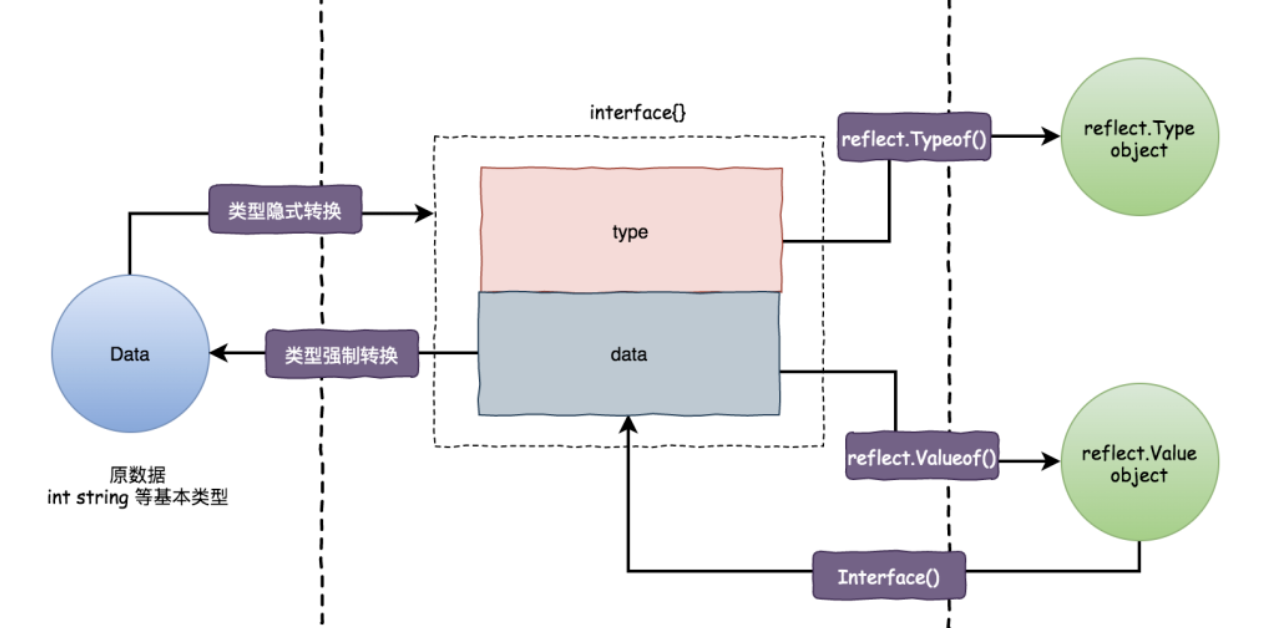 interface{}
reflect.Typeof()
reflect.Type
object
类型隐式转换
type
Data
类型强制转换
data
reflect.Valueof()
reflect.Value
object
原数据
int string 等基本类型
Interface()